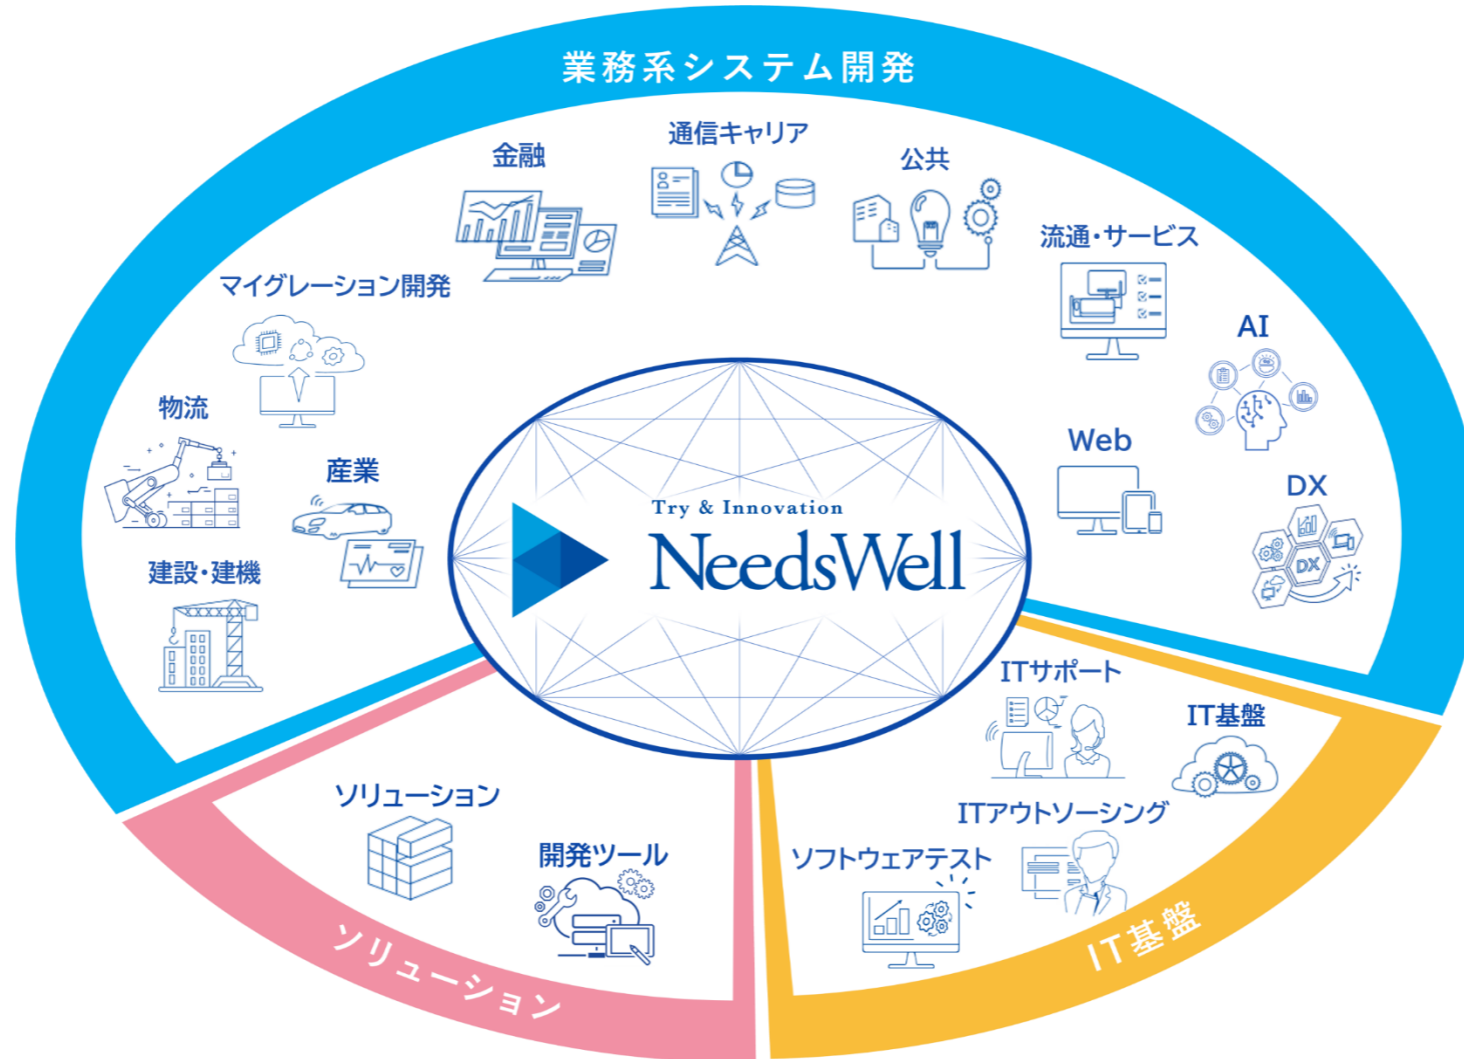 業務系システム開発
通信キャリア
金融
公共
流通・サービス
マイグレーション開発
AI
物流
Web
産業
DX
DX
建設・建機
Try & Innovation
NeedsWell
ITサポート
IT基盤
ソリューション
ITアウトソーシング
開発ツール
ソフトウェアテスト
ソリューション
IT基盤